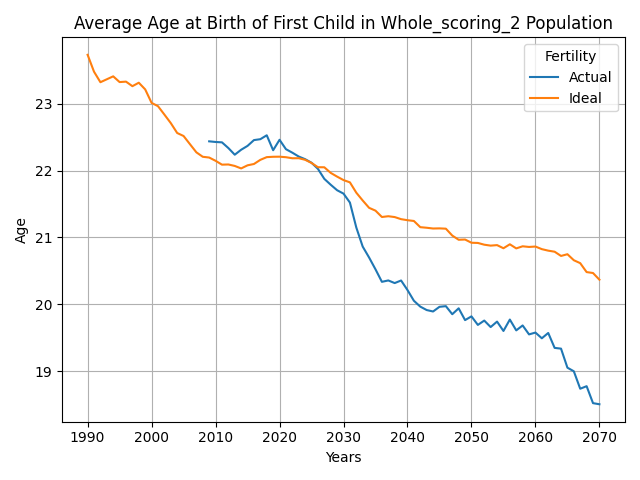 Average Age at Birth of First Child in Whole_scoring_2 Population
Fertility
Actual
Ideal
Age
23
22
21
20
19
1990 2000 2010 2020 2030 2040 2050 2060 2070
Years